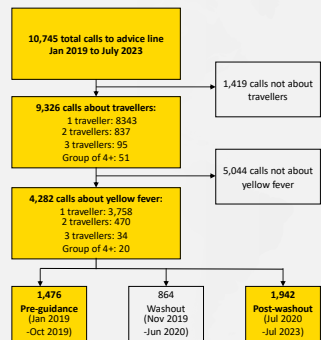 10,745 total calls to advice line
Jan 2019 to July 2023
1,419 calls not about
travellers
9,326 calls about travellers:
1 traveller: 8343
2 travellers: 837
3 travellers: 95
Group of 4+: 51
5,044 calls not about
yellow fever
4,282 calls about yellow fever:
1 traveler: 3,758
2 travellers: 470
3 travellers: 34
Group of 4+: 20
1,476
Pre-guidance
(Jan 2019
-Oct 2019)
864
Washout
(Nov 2019
-Jun 2020)
1,942
Post-washout
(Jul 2020
-Jul 2023)